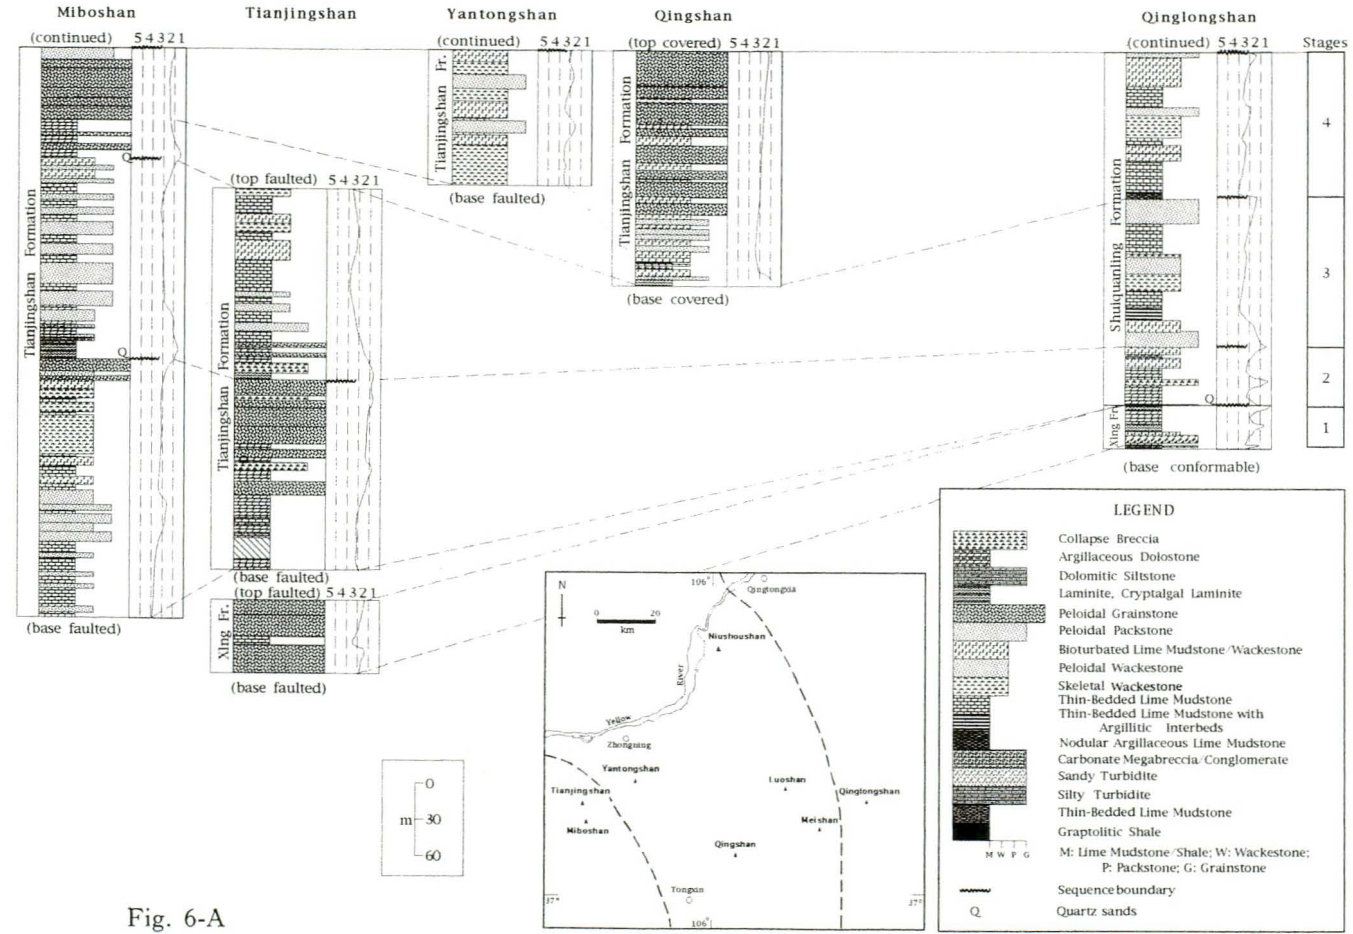 Miboshan
Tianjingshan
Yantongshan
Qingshan
Qinglongshan
(continued) 5 4 3 2 1
(continued) 5 4 3 2 1
(top covered) 5 4 3 2 1
(continued) 5 4 3 2 1
Stages
Tianjingshan Formation
Q
Q
(base faulted)
(top faulted) 5 4 3 2 1
Tianjingshan Formation
(base faulted)
(top faulted) 5 4 3 2 1
Xlng Fr.
(base faulted)
Tianjingshan Fr.
(base faulted)
Tianjingshan Formation
(base covered)
Shuiquanling Formation
Xlng Fr.
Q
(base conformable)
4
3
2
1
m
0
30
60
N
0 20
km
106°
Qingtongxia
Niushoushan
Yellow
River
Zhongning
Yantongshan
Tianjingshan
Miboshan
Luoshan
Qinglongshan
Meishan
Qingshan
Tongxin
37°
37°
106°
LEGEND
Collapse Breccia
Argillaceous Dolostone
Dolomitic Siltstone
Laminite, Cryptalgal Laminite
Peloidal Grainstone
Peloidal Packstone
Bioturbated Lime Mudstone/Wackestone
Peloidal Wackestone
Skeletal Wackestone
Thin-Bedded Lime Mudstone
Thin-Bedded Lime Mudstone with
Argillitic Interbeds
Nodular Argillaceous Lime Mudstone
Carbonate Megabreccia/Conglomerate
Sandy Turbidite
Silty Turbidite
Thin-Bedded Lime Mudstone
Graptolitic Shale
M W P G
M: Lime Mudstone/Shale; W: Wackestone;
P: Packstone; G: Grainstone
Sequence boundary
Q Quartz sands
Fig. 6-A